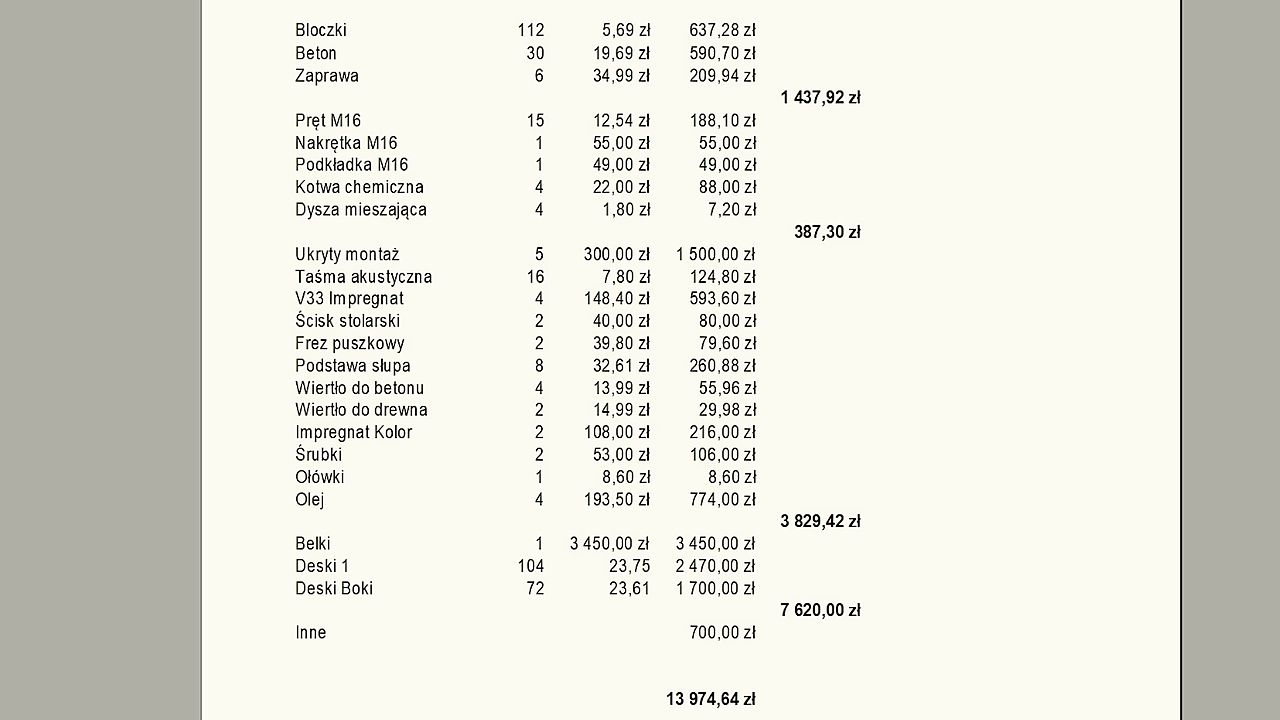 Bloczki 112 5,69 zł 637,28 zł
Beton 30 19,69 zł 590,70 zł
Zaprawa 6 34,99 zł 209,94 zł
1 437,92 zł
Pręt M16 15 12,54 zł 188,10 zł
Nakrętka M16 1 55,00 zł 55,00 zł
Podkładka M16 1 49,00 zł 49,00 zł
Kotwa chemiczna 4 22,00 zł 88,00 zł
Dysza mieszająca 4 1,80 zł 7,20 zł
387,30 zł
Ukryty montaż 5 300,00 zł 1 500,00 zł
Taśma akustyczna 16 7,80 zł 124,80 zł
V33 Impregnat 4 148,40 zł 593,60 zł
Ścisk stolarski 2 40,00 zł 80,00 zł
Frez puszkowy 2 39,80 zł 79,60 zł
Podstawa słupa 8 32,61 zł 260,88 zł
Wiertło do betonu 4 13,99 zł 55,96 zł
Wiertło do drewna 2 14,99 zł 29,98 zł
Impregnat Kolor 2 108,00 zł 216,00 zł
Śrubki 2 53,00 zł 106,00 zł
Ołówki 1 8,60 zł 8,60 zł
Olej 4 193,50 zł 774,00 zł
3 829,42 zł
Belki 1 3 450,00 zł 3 450,00 zł
Deski 1 104 23,75 2 470,00 zł
Deski Boki 72 23,61 1 700,00 zł
7 620,00 zł
Inne 700,00 zł
13 974,64 zł